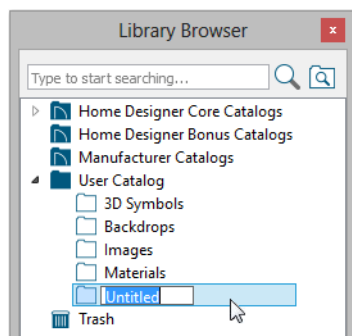 Library Browser
x
Type to start searching...
Home Designer Core Catalogs
Home Designer Bonus Catalogs
Manufacturer Catalogs
User Catalog
3D Symbols
Backdrops
Images
Materials
Untitled
Trash